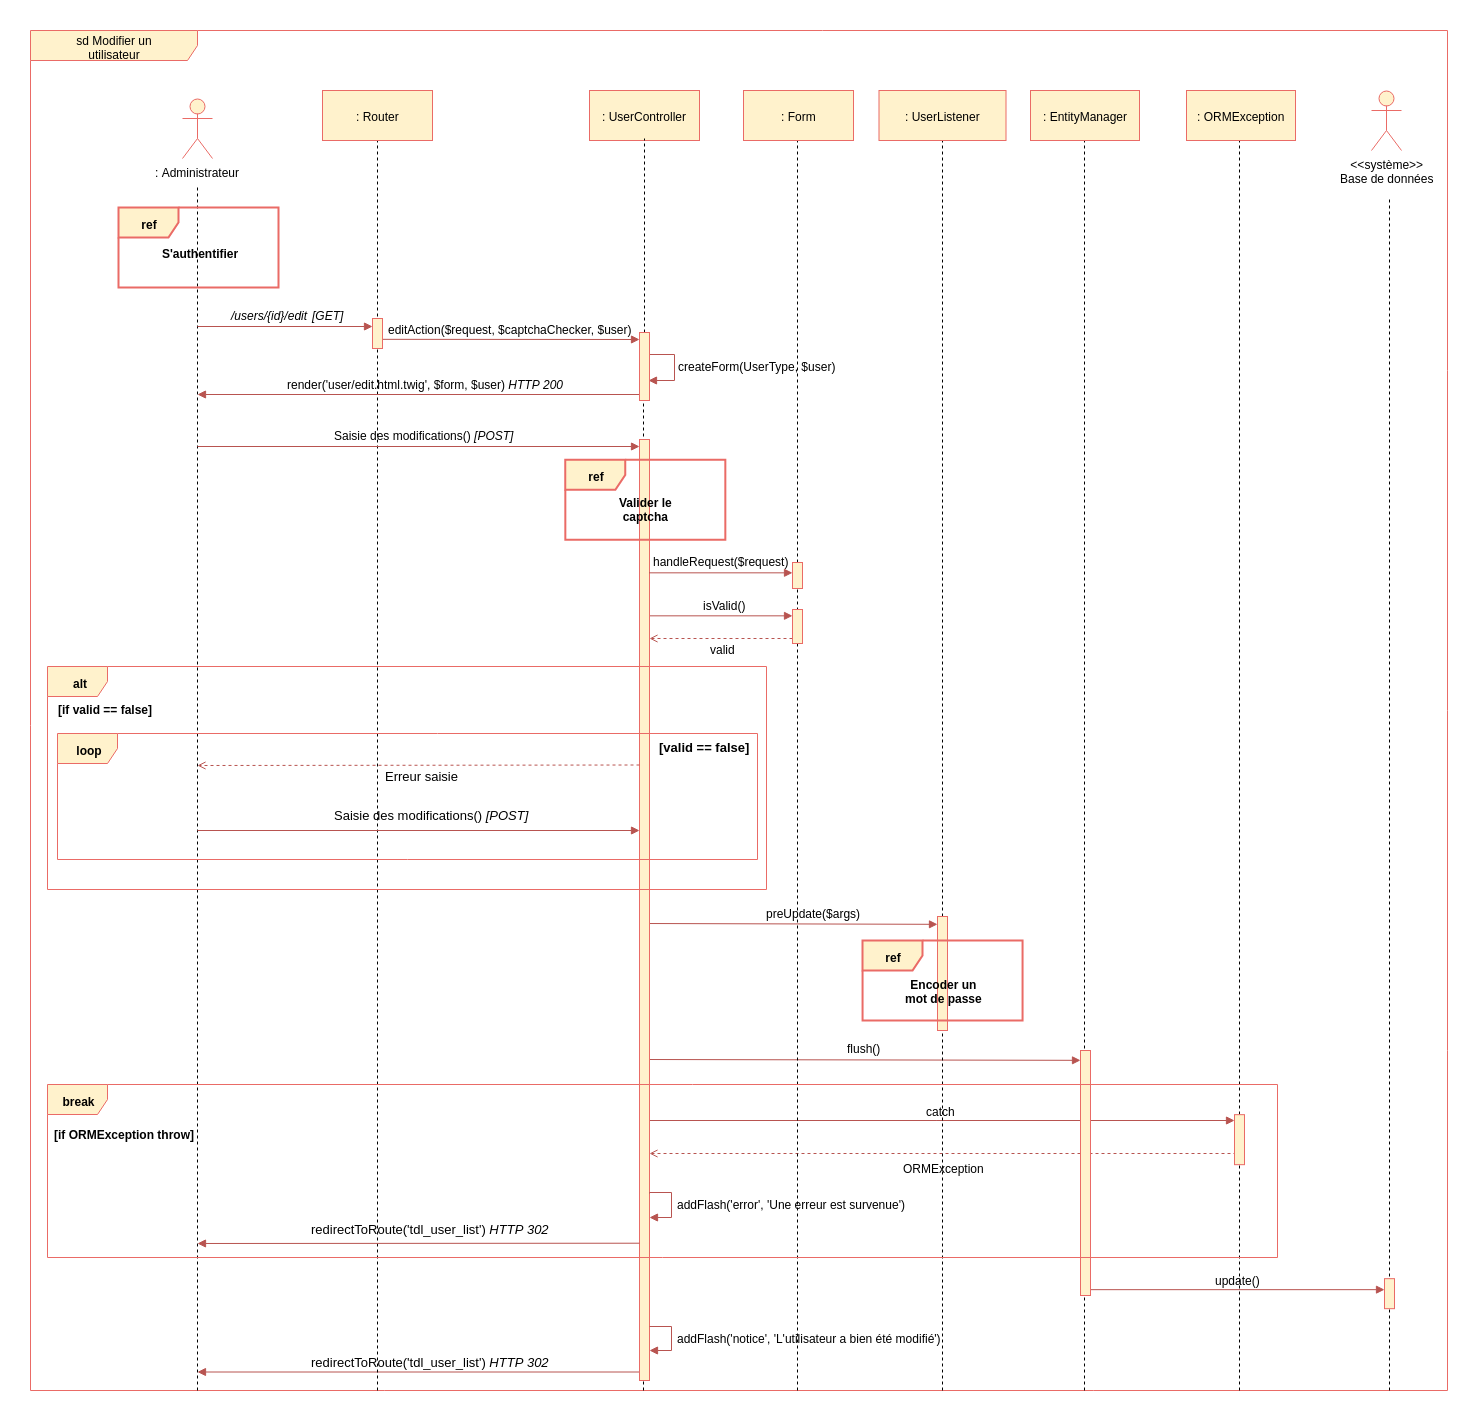 sd Modifier un
utilisateur
: Administrateur
: Router
: UserController
: Form
: UserListener
: EntityManager
: ORMException
<<système>>
Base de données
ref
S'authentifier
/users/{id}/edit [GET]
editAction($request, $captchaChecker, $user)
createForm(UserType, $user)
render('user/edit.html.twig', $form, $user) HTTP 200
Saisie des modifications() [POST]
ref
Valider le
captcha
handleRequest($request)
isValid()
valid
alt
[if valid == false]
loop
[valid == false]
Erreur saisie
Saisie des modifications() [POST]
preUpdate($args)
ref
Encoder un
mot de passe
flush()
break
[if ORMException throw]
catch
ORMException
addFlash('error', 'Une erreur est survenue')
redirectToRoute('tdl_user_list') HTTP 302
update()
addFlash('notice', 'L'utilisateur a bien été modifié')
redirectToRoute('tdl_user_list') HTTP 302